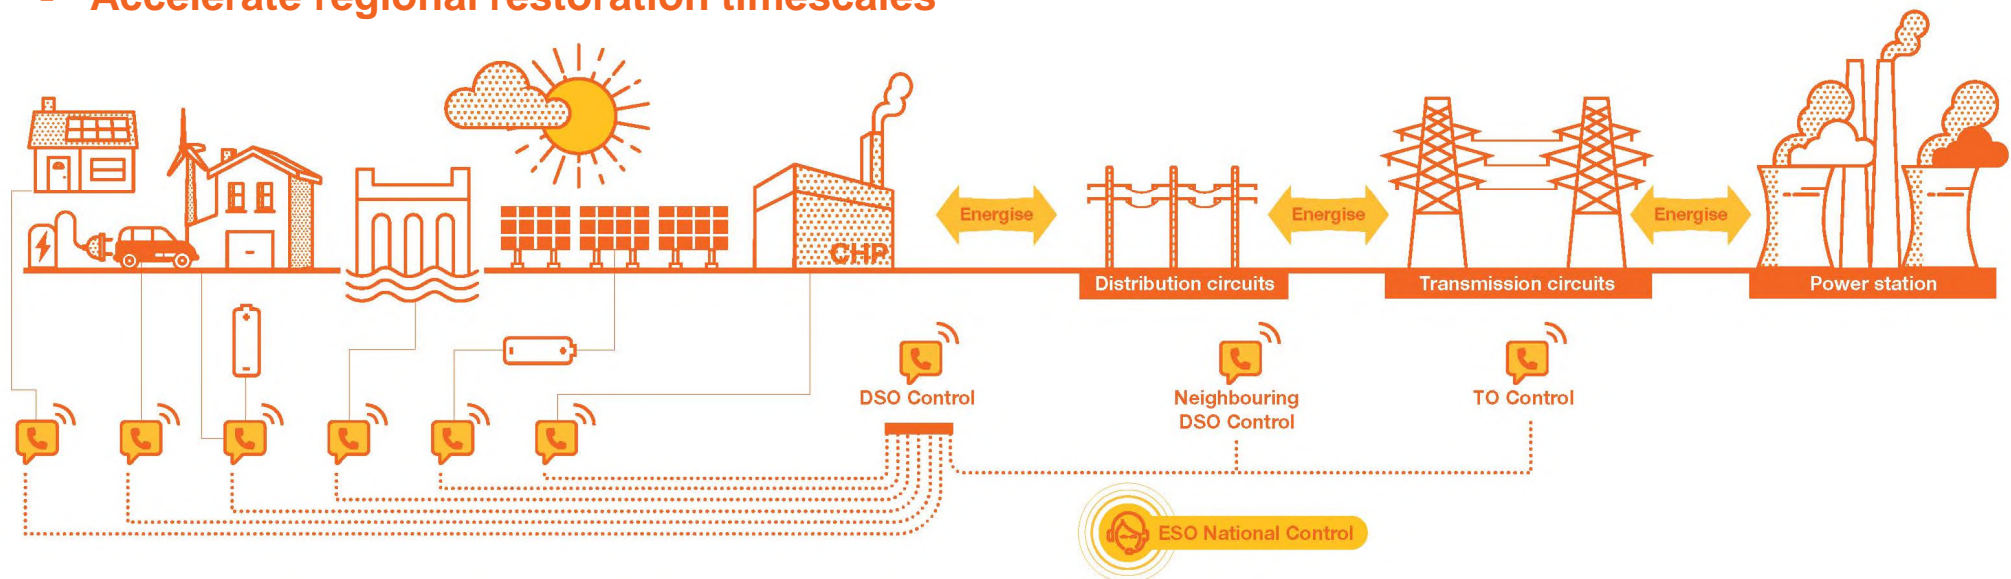 - Accelerate regional restoration timescales
CHP
Energise
Energise
Energise
Distribution circuits
Transmission circuits
Power station
DSO Control
Neighbouring
DSO Control
TO Control
ESO National Control